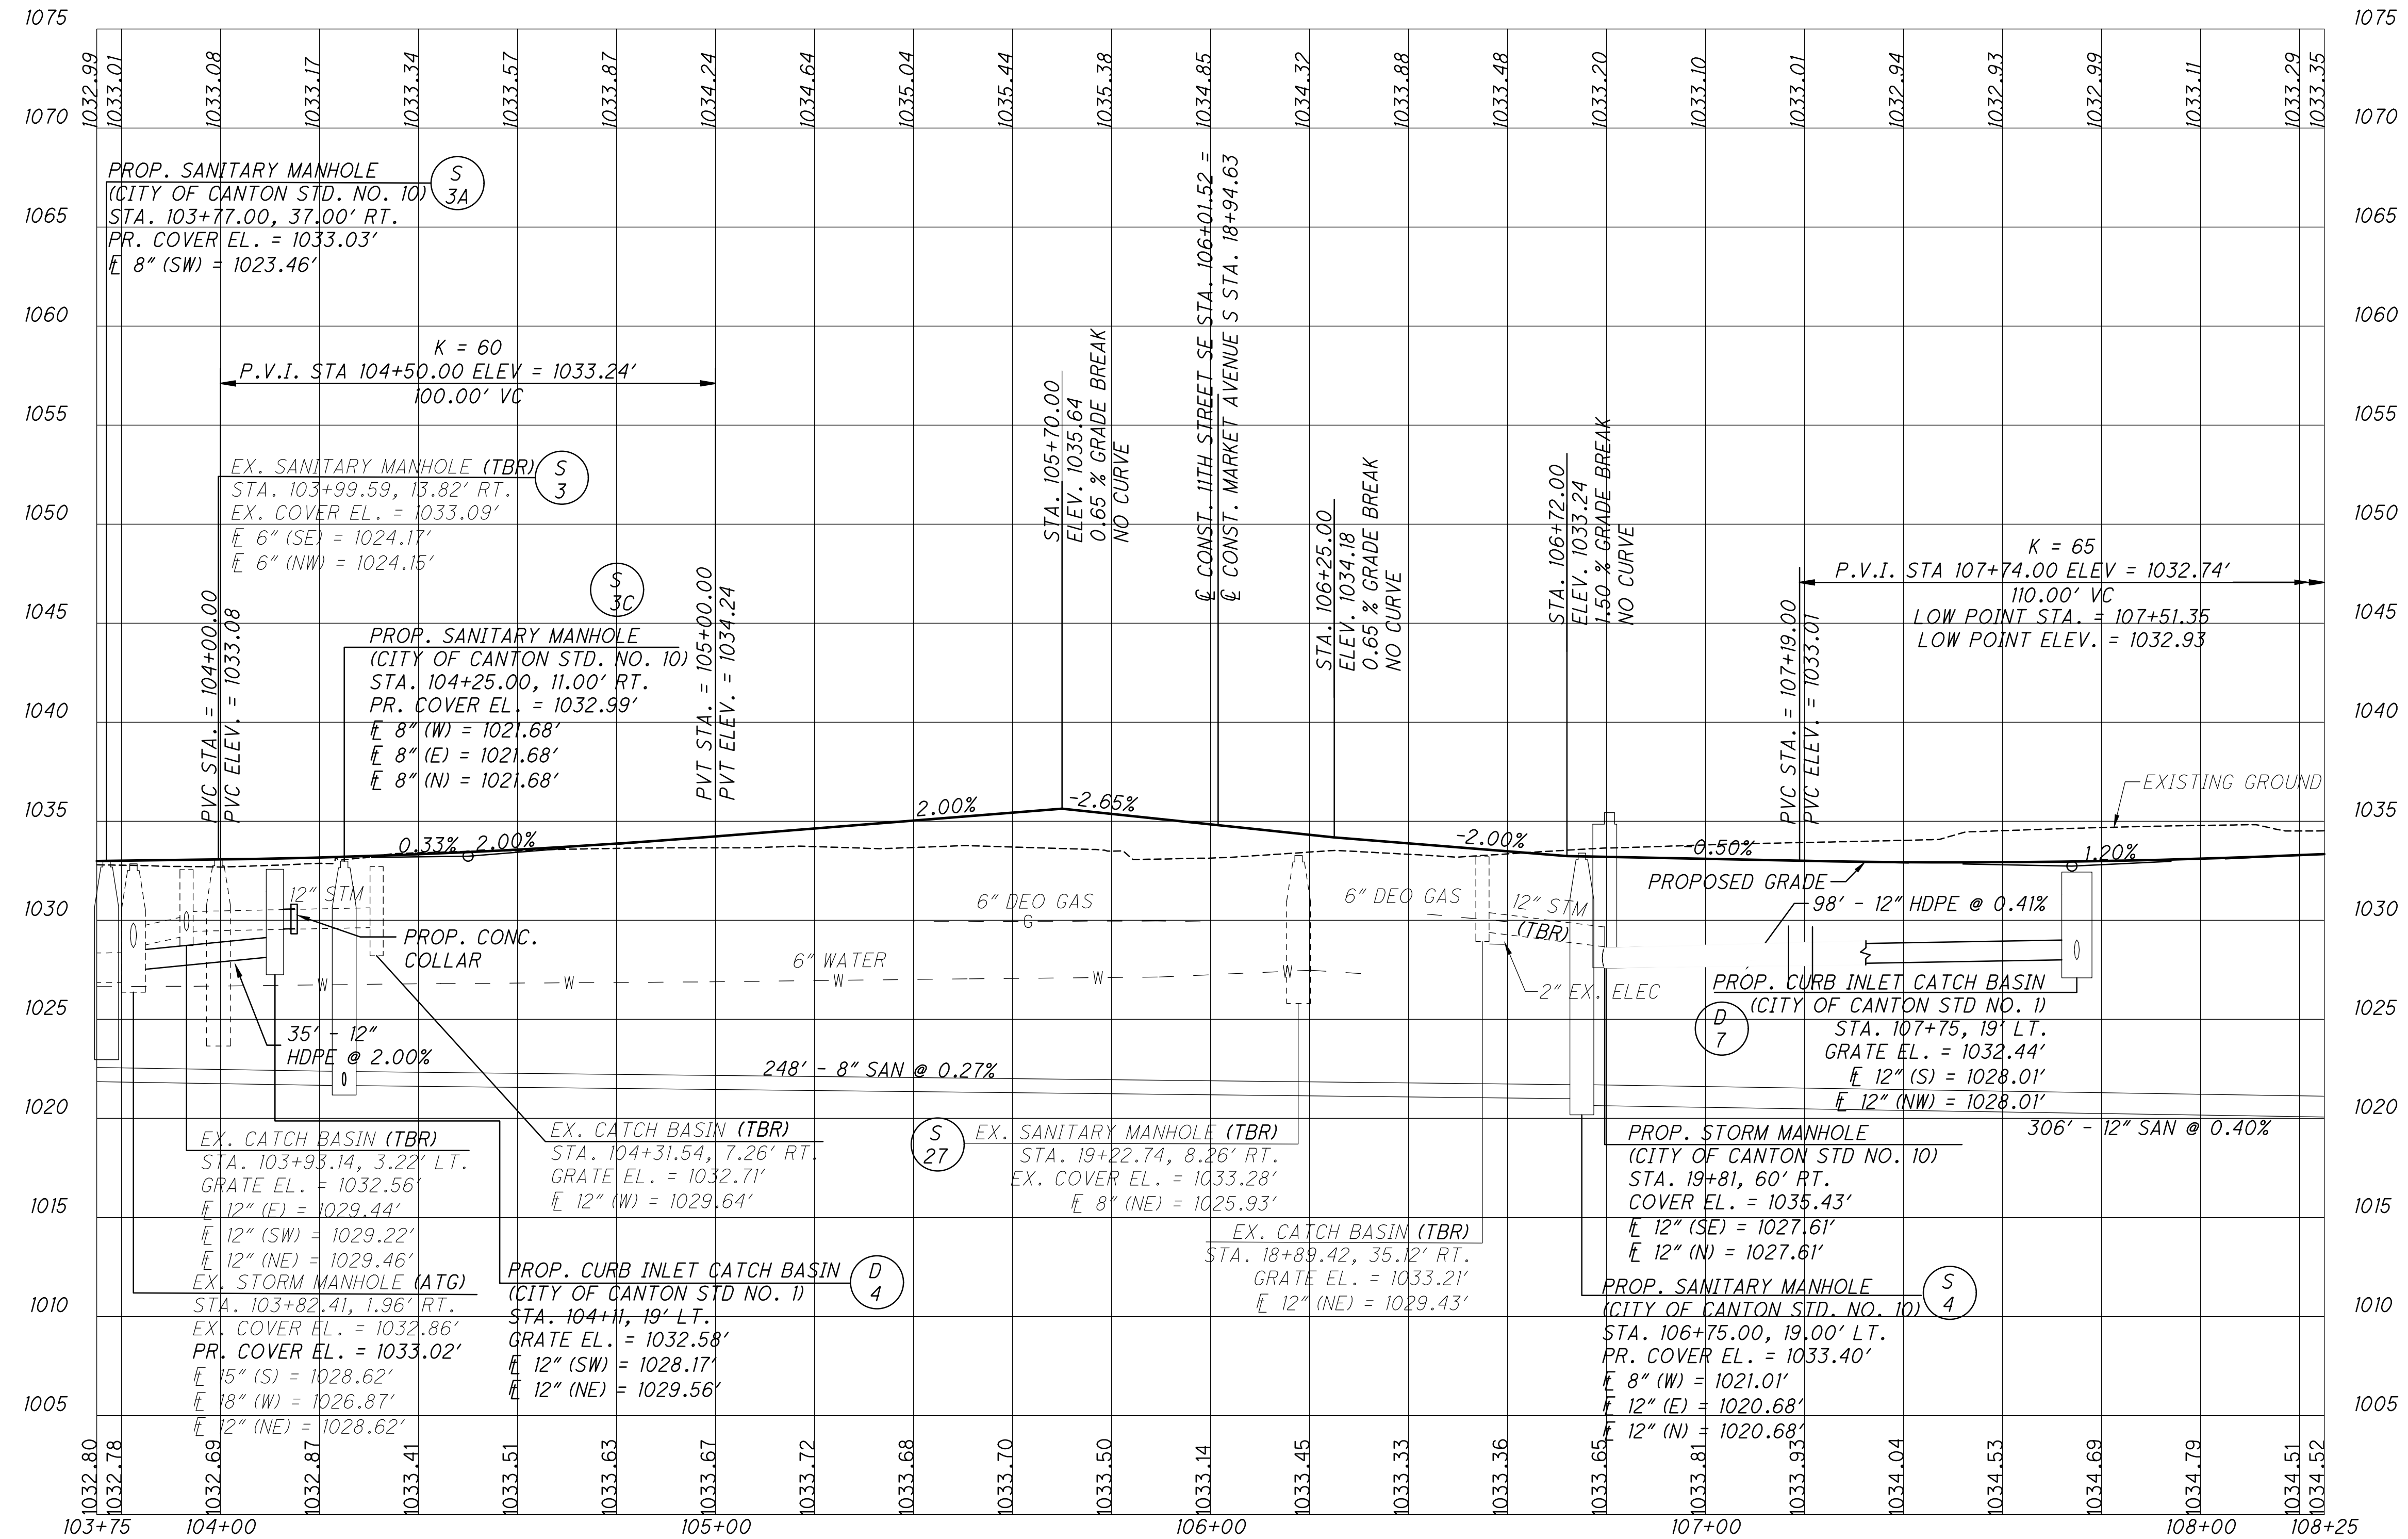 1075
1075
1032.99
1033.01
1033.08
1033.17
1033.34
1033.57
1033.87
1034.24
1034.64
1035.04
1035.44
1035.38
1034.85
1034.32
1033.88
1033.48
1033.20
1033.10
1033.01
1032.94
1032.93
1032.99
1033.11
1033.29
1033.35
1070
1070
1065
1065
1060
1060
1055
1055
1050
1050
1045
1045
1040
1040
1035
1035
1030
1030
1025
1025
1020
1020
1015
1015
1010
1010
1005
1005
PROP. SANITARY MANHOLE
(CITY OF CANTON STD. NO. 10)
STA. 103+77.00, 37.00' RT.
PR. COVER EL. = 1033.03'
FL 8" (SW) = 1023.46'
S
3A
K = 60
P.V.I. STA 104+50.00 ELEV = 1033.24'
100.00' VC
EX. SANITARY MANHOLE (TBR)
STA. 103+99.59, 13.82' RT.
EX. COVER EL. = 1033.09'
FL 6" (SE) = 1024.17'
FL 6" (NW) = 1024.15'
S
3
S
3C
PROP. SANITARY MANHOLE
(CITY OF CANTON STD. NO. 10)
STA. 104+25.00, 11.00' RT.
PR. COVER EL. = 1032.99'
FL 8" (W) = 1021.68'
FL 8" (E) = 1021.68'
FL 8" (N) = 1021.68'
PVC STA. = 104+00.00
PVC ELEV. = 1033.08
PVT STA. = 105+00.00
PVT ELEV. = 1034.24
STA. 105+70.00
ELEV. 1035.64
0.65 % GRADE BREAK
NO CURVE
℄ CONST. 11TH STREET SE STA. 106+01.52 =
℄ CONST. MARKET AVENUE S STA. 18+94.63
STA. 106+25.00
ELEV. 1034.18
0.65 % GRADE BREAK
NO CURVE
STA. 106+72.00
ELEV. 1033.24
1.50 % GRADE BREAK
NO CURVE
PVC STA. = 107+19.00
PVC ELEV. = 1033.01
K = 65
P.V.I. STA 107+74.00 ELEV = 1032.74'
110.00' VC
LOW POINT STA. = 107+51.35
LOW POINT ELEV. = 1032.93
EXISTING GROUND
0.33%
2.00%
2.00%
-2.65%
-2.00%
-0.50%
1.20%
PROPOSED GRADE
12" STM
PROP. CONC.
COLLAR
6" WATER
W
W
W
W
W
6" DEO GAS
G
6" DEO GAS
12" STM
(TBR)
2" EX. ELEC
98' - 12" HDPE @ 0.41%
35' - 12"
HDPE @ 2.00%
248' - 8" SAN @ 0.27%
306' - 12" SAN @ 0.40%
PROP. CURB INLET CATCH BASIN
(CITY OF CANTON STD NO. 1)
STA. 107+75, 19' LT.
GRATE EL. = 1032.44'
FL 12" (S) = 1028.01'
FL 12" (NW) = 1028.01'
D
7
EX. CATCH BASIN (TBR)
STA. 103+93.14, 3.22' LT.
GRATE EL. = 1032.56'
FL 12" (E) = 1029.44'
FL 12" (SW) = 1029.22'
FL 12" (NE) = 1029.46'
EX. STORM MANHOLE (ATG)
STA. 103+82.41, 1.96' RT.
EX. COVER EL. = 1032.86'
PR. COVER EL. = 1033.02'
FL 15" (S) = 1028.62'
FL 18" (W) = 1026.87'
FL 12" (NE) = 1028.62'
EX. CATCH BASIN (TBR)
STA. 104+31.54, 7.26' RT.
GRATE EL. = 1032.71'
FL 12" (W) = 1029.64'
PROP. CURB INLET CATCH BASIN
(CITY OF CANTON STD NO. 1)
STA. 104+11, 19' LT.
GRATE EL. = 1032.58'
FL 12" (SW) = 1028.17'
FL 12" (NE) = 1029.56'
D
4
S
27
EX. SANITARY MANHOLE (TBR)
STA. 19+22.74, 8.26' RT.
EX. COVER EL. = 1033.28'
FL 8" (NE) = 1025.93'
EX. CATCH BASIN (TBR)
STA. 18+89.42, 35.12' RT.
GRATE EL. = 1033.21'
FL 12" (NE) = 1029.43'
PROP. STORM MANHOLE
(CITY OF CANTON STD NO. 10)
STA. 19+81, 60' RT.
COVER EL. = 1035.43'
FL 12" (SE) = 1027.61'
FL 12" (N) = 1027.61'
PROP. SANITARY MANHOLE
(CITY OF CANTON STD. NO. 10)
STA. 106+75.00, 19.00' LT.
PR. COVER EL. = 1033.40'
FL 8" (W) = 1021.01'
FL 12" (E) = 1020.68'
FL 12" (N) = 1020.68'
S
4
1032.80
1032.78
1032.69
1032.87
1033.41
1033.51
1033.63
1033.67
1033.72
1033.68
1033.70
1033.50
1033.14
1033.45
1033.33
1033.36
1033.65
1033.81
1033.93
1034.04
1034.53
1034.69
1034.79
1034.51
1034.52
103+75
104+00
105+00
106+00
107+00
108+00
108+25